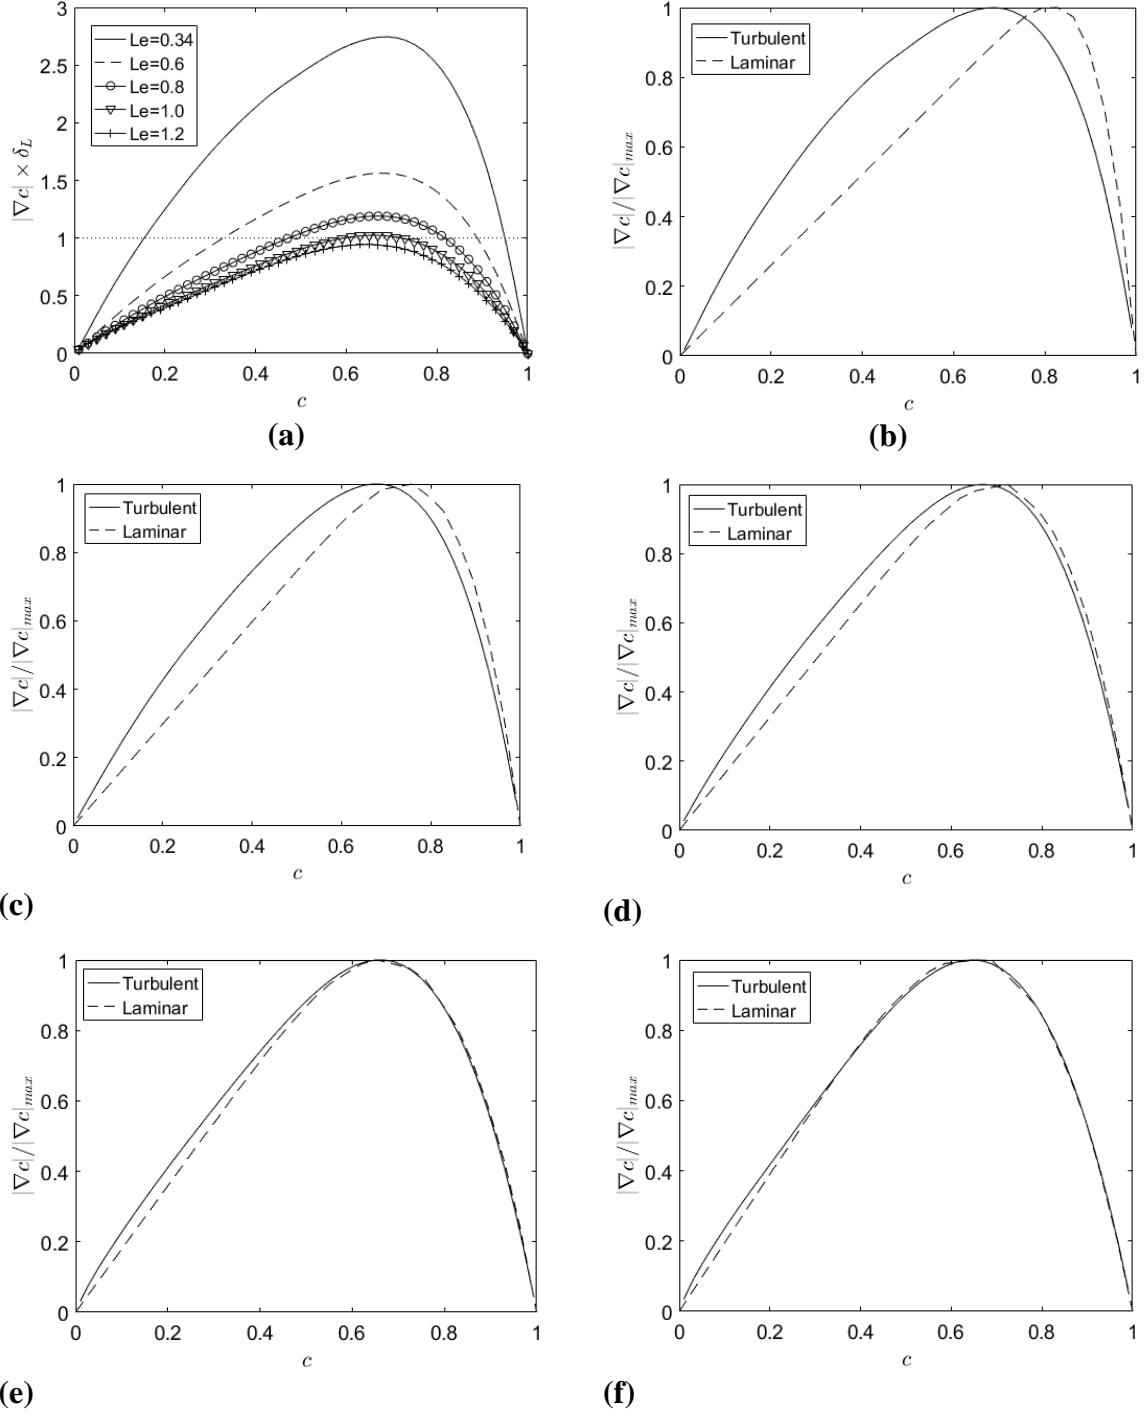 3
2.5
2
1.5
1
0.5
0
|∇c| × δ_L
Le=0.34
Le=0.6
Le=0.8
Le=1.0
Le=1.2
0 0.2 0.4 0.6 0.8 1
c
(a)
1
0.8
0.6
0.4
0.2
0
|∇c|/|∇c|_max
Turbulent
Laminar
0 0.2 0.4 0.6 0.8 1
c
(b)
1
0.8
0.6
0.4
0.2
0
|∇c|/|∇c|_max
Turbulent
Laminar
0 0.2 0.4 0.6 0.8 1
c
(c)
1
0.8
0.6
0.4
0.2
0
|∇c|/|∇c|_max
Turbulent
Laminar
0 0.2 0.4 0.6 0.8 1
c
(d)
1
0.8
0.6
0.4
0.2
0
|∇c|/|∇c|_max
Turbulent
Laminar
0 0.2 0.4 0.6 0.8 1
c
(e)
1
0.8
0.6
0.4
0.2
0
|∇c|/|∇c|_max
Turbulent
Laminar
0 0.2 0.4 0.6 0.8 1
c
(f)